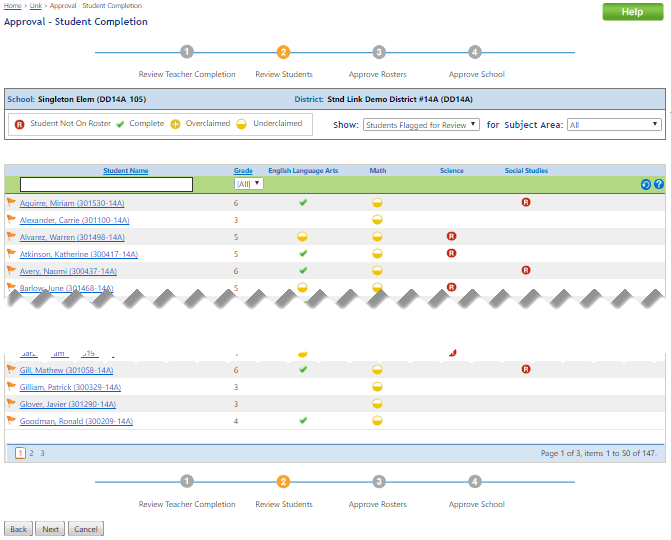 Home > Link > Approval - Student Completion
Help
Approval - Student Completion
1 2 3 4
Review Teacher Completion Review Students Approve Rosters Approve School
School: Singleton Elem (DD14A_105) District: Stnd Link Demo District #14A (DD14A)
R Student Not On Roster Complete Overclaimed Underclaimed Show: Students Flagged for Review for Subject Area: All
Student Name Grade English Language Arts Math Science Social Studies
[All] ?
Aquirre, Miriam (301530-14A) 6 R
Alexander, Carrie (301100-14A) 3
Alvarez, Warren (301498-14A) 5 R
Atkinson, Katherine (300417-14A) 5 R
Avery, Naomi (300437-14A) 6 R
Barlow, June (301468-14A) 5 R
Gill, Mathew (301058-14A) 6 R
Gilliam, Patrick (300329-14A) 3
Glover, Javier (301290-14A) 3
Goodman, Ronald (300209-14A) 4
1 2 3 Page 1 of 3, items 1 to 50 of 147.
1 2 3 4
Review Teacher Completion Review Students Approve Rosters Approve School
Back Next Cancel